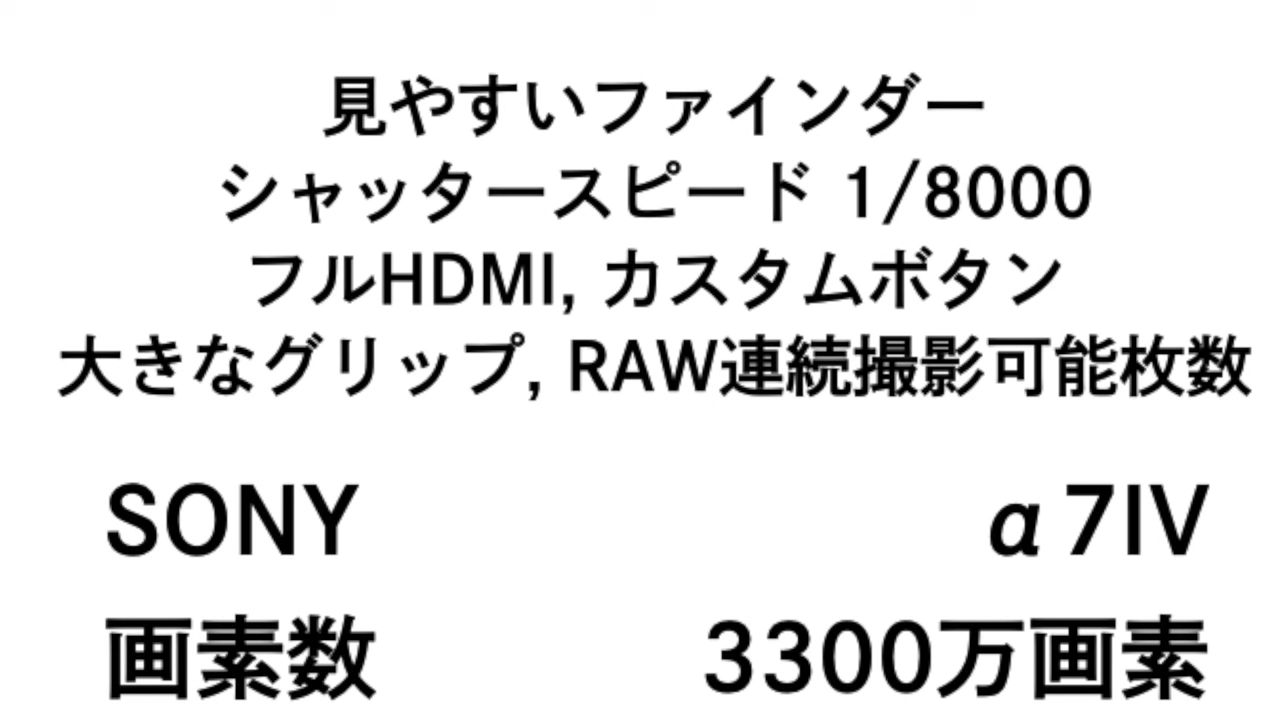 見やすいファインダー
シャッタースピード 1/8000
フルHDMI, カスタムボタン
大きなグリップ, RAW連続撮影可能枚数
SONY α7IV
画素数 3300万画素